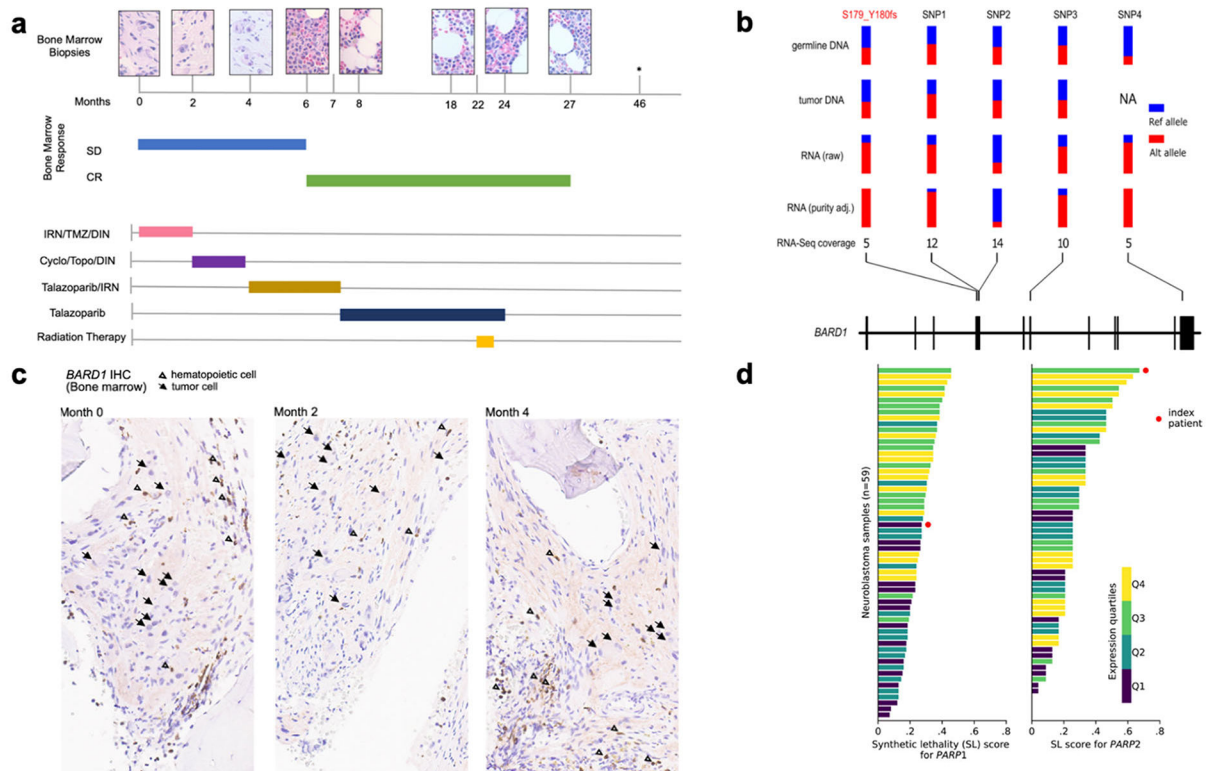 a
Bone Marrow
Biopsies
*
Months
0 2 4 6 7 8 18 22 24 27 46
Bone Marrow
Response
SD
CR
IRN/TMZ/DIN
Cyclo/Topo/DIN
Talazoparib/IRN
Talazoparib
Radiation Therapy
b
S179_Y180fs SNP1 SNP2 SNP3 SNP4
germline DNA
tumor DNA
NA
Ref allele
Alt allele
RNA (raw)
RNA (purity adj.)
RNA-Seq coverage 5 12 14 10 5
BARD1
c
BARD1 IHC
(Bone marrow)
hematopoietic cell
tumor cell
Month 0
Month 2
Month 4
d
Neuroblastoma samples (n=59)
0 .2 .4 .6 .8
Synthetic lethality (SL) score
for PARP1
index
patient
Expression quartiles
Q4
Q3
Q2
Q1
0 .2 .4 .6 .8
SL score for PARP2